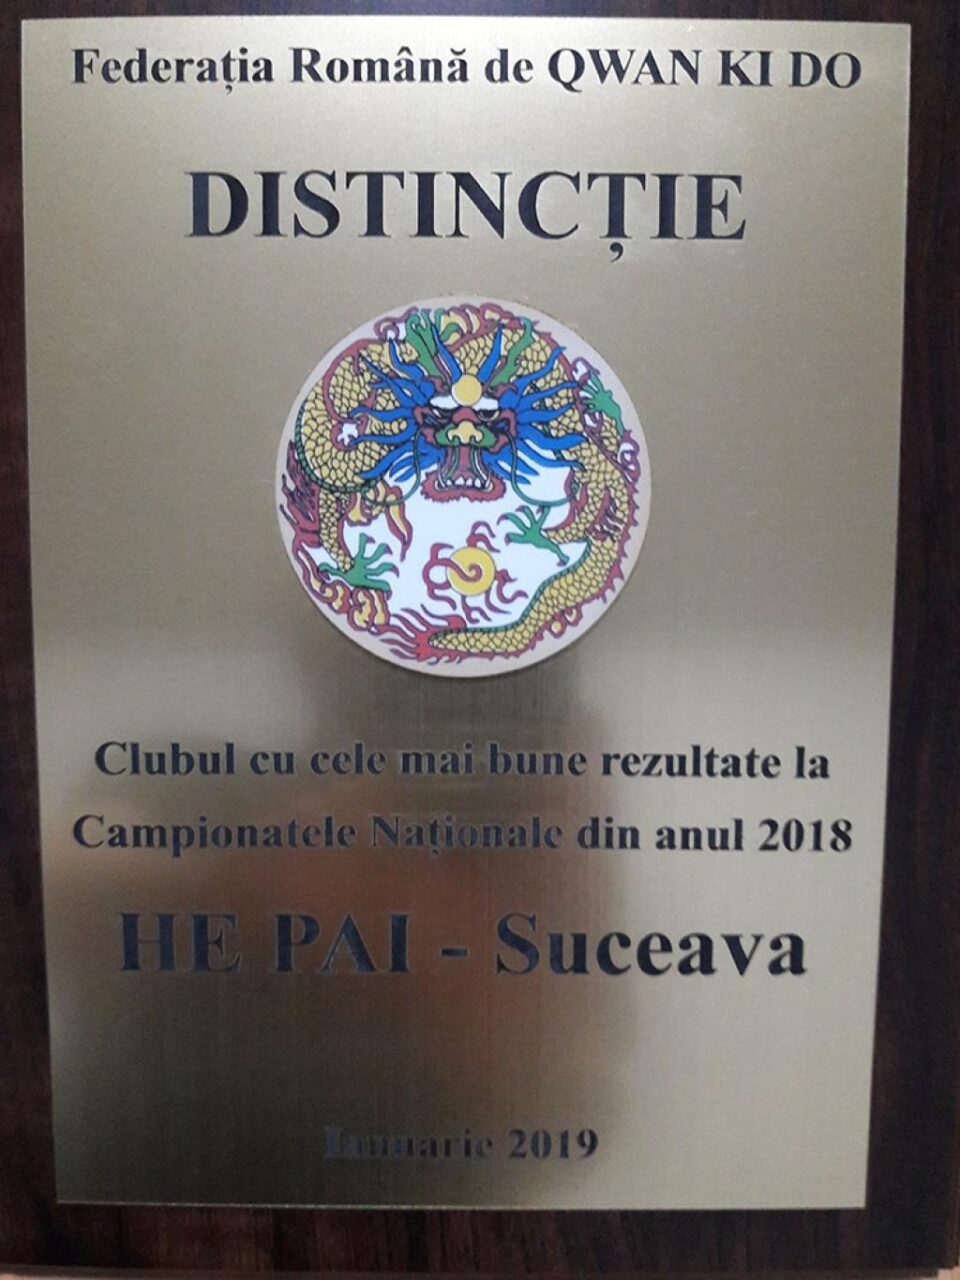 Federația Română de QWAN KI DO
DISTINCȚIE
Clubul cu cele mai bune rezultate la
Campionatele Naționale din anul 2018
HE PAI - Suceava
Ianuarie 2019